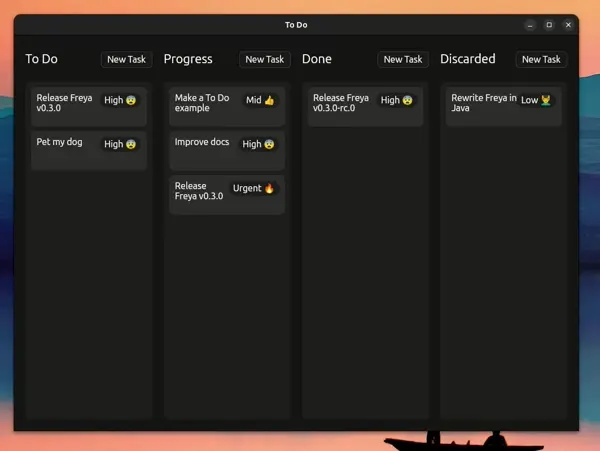 To Do
To Do
New Task
Progress
New Task
Done
New Task
Discarded
New Task
Release Freya
v0.3.0
High 😨
Pet my dog
High 😨
Make a To Do
example
Mid 👍
Improve docs
High 😨
Release
Freya v0.3.0
Urgent 🔥
Release Freya
v0.3.0-rc.0
High 😨
Rewrite Freya in
Java
Low 💆‍♂️